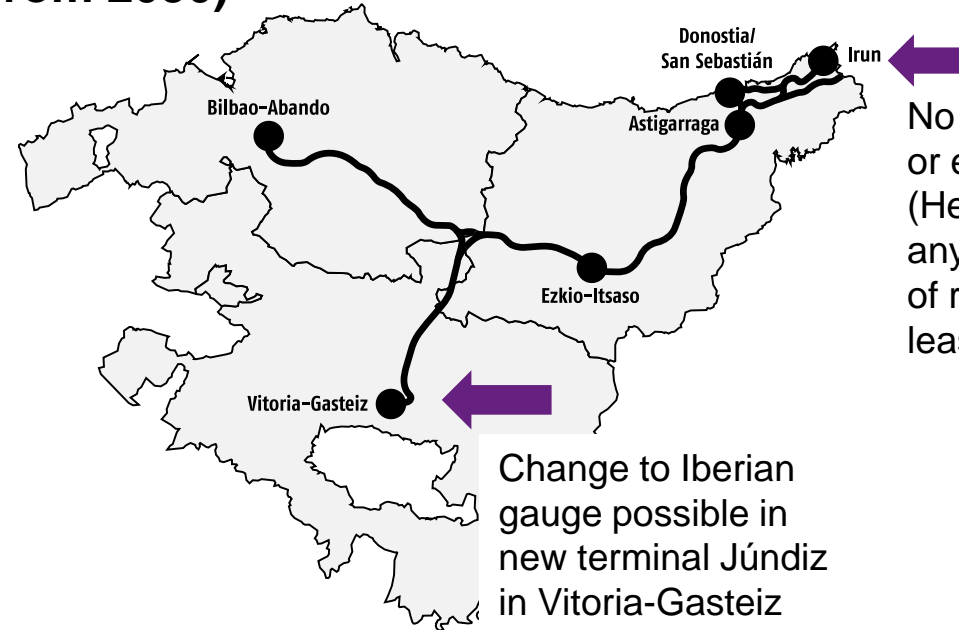 Donostia/
San Sebastián
Irun
Bilbao-Abando
Astigarraga
No
or e
(He
any
of r
leas
Ezkio-Itsaso
Vitoria-Gasteiz
Change to Iberian
gauge possible in
new terminal Júndiz
in Vitoria-Gasteiz